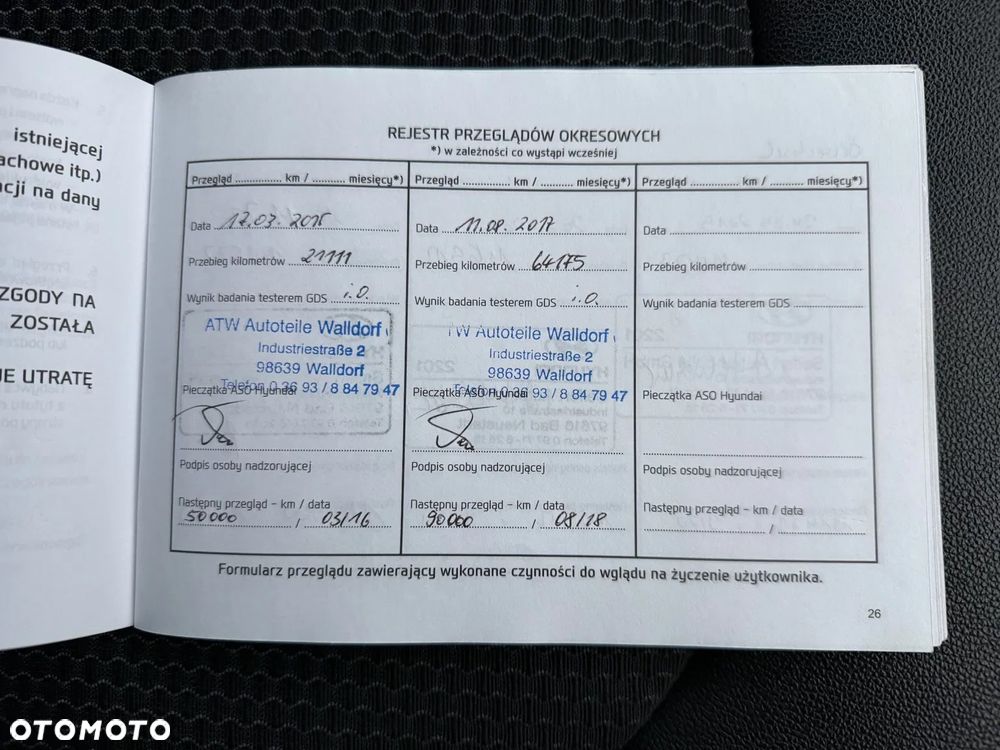 istniejącej
achowe itp.)
cji na dany
ZGODY NA
ZOSTAŁA
JE UTRATĘ
REJESTR PRZEGLĄDÓW OKRESOWYCH
*) w zależności co wystąpi wcześniej
Przegląd .............. km / .......... miesięcy*)
Data 17.03.2015
Przebieg kilometrów 21111
Wynik badania testerem GDS i.O.
ATW Autoteile Walldorf
Industriestraße 2
98639 Walldorf
Telefon 0 36 93 / 8 84 79 47
Pieczątka ASO Hyundai
Podpis osoby nadzorującej
Następny przegląd – km / data
50000 / 03/16
Przegląd .............. km / .......... miesięcy*)
Data 11.08.2017
Przebieg kilometrów 64175
Wynik badania testerem GDS i.O.
TW Autoteile Walldorf
Industriestraße 2
98639 Walldorf
Telefon 0 36 93 / 8 84 79 47
Pieczątka ASO Hyundai
Podpis osoby nadzorującej
Następny przegląd – km / data
90000 / 08/18
Przegląd .............. km / .......... miesięcy*)
Data
Przebieg kilometrów
Wynik badania testerem GDS
Pieczątka ASO Hyundai
Podpis osoby nadzorującej
Następny przegląd – km / data
/
Formularz przeglądu zawierający wykonane czynności do wglądu na życzenie użytkownika.
26
OTOMOTO